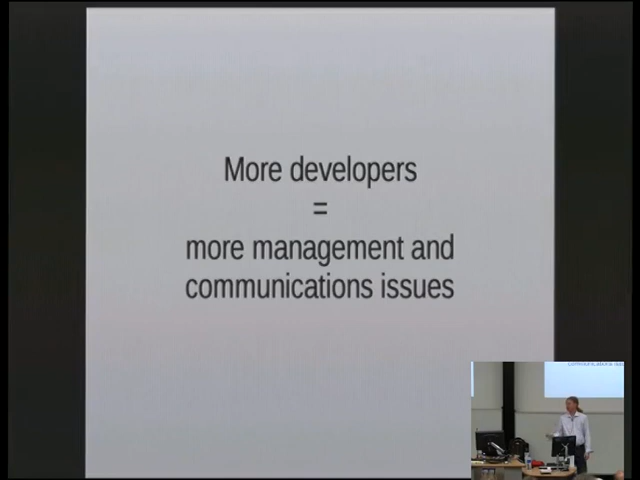 More developers
=
more management and
communications issues